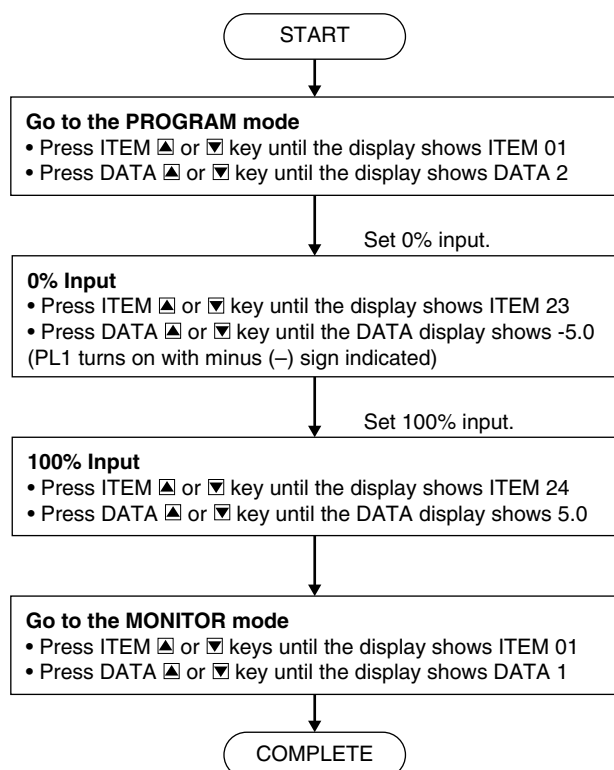 START
Go to the PROGRAM mode
• Press ITEM ▲ or ▼ key until the display shows ITEM 01
• Press DATA ▲ or ▼ key until the display shows DATA 2
Set 0% input.
0% Input
• Press ITEM ▲ or ▼ key until the display shows ITEM 23
• Press DATA ▲ or ▼ key until the DATA display shows -5.0
(PL1 turns on with minus (–) sign indicated)
Set 100% input.
100% Input
• Press ITEM ▲ or ▼ key until the display shows ITEM 24
• Press DATA ▲ or ▼ key until the DATA display shows 5.0
Go to the MONITOR mode
• Press ITEM ▲ or ▼ keys until the display shows ITEM 01
• Press DATA ▲ or ▼ key until the display shows DATA 1
COMPLETE